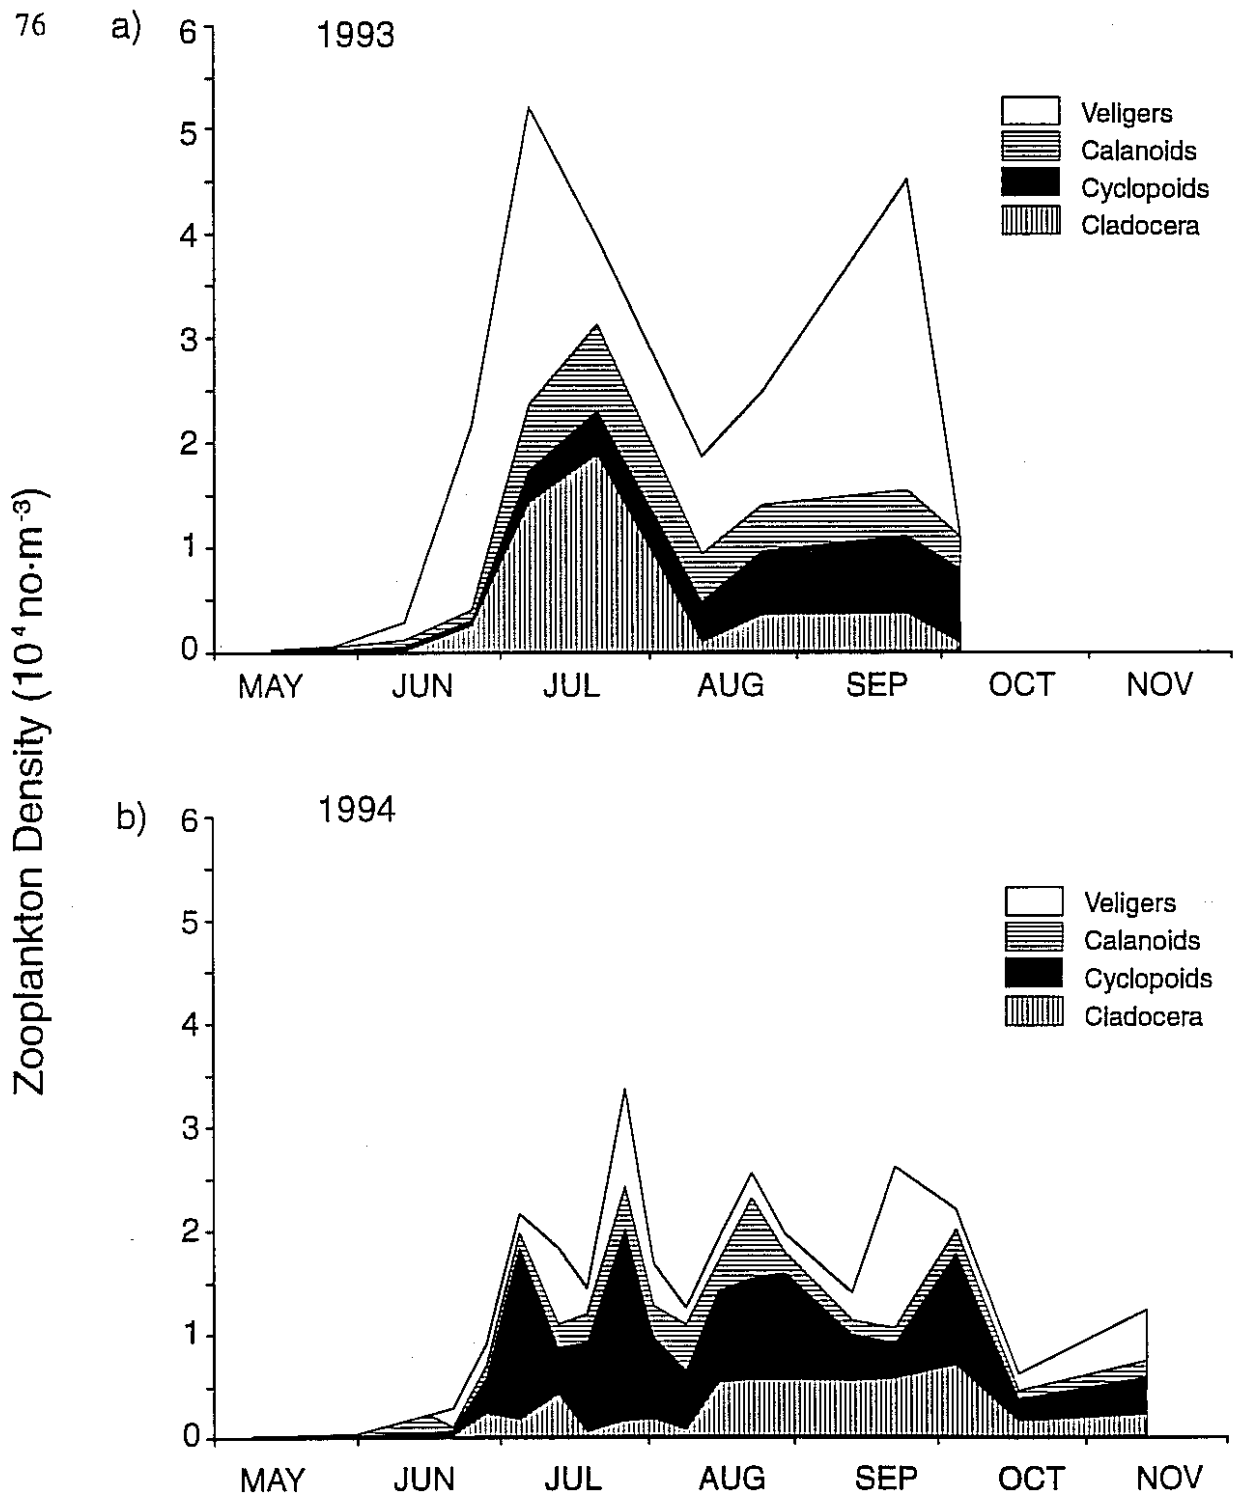 76
a)
1993
6
5
4
3
2
1
0
Veligers
Calanoids
Cyclopoids
Cladocera
MAY JUN JUL AUG SEP OCT NOV
Zooplankton Density (10⁴ no·m⁻³)
b)
1994
6
5
4
3
2
1
0
Veligers
Calanoids
Cyclopoids
Cladocera
MAY JUN JUL AUG SEP OCT NOV